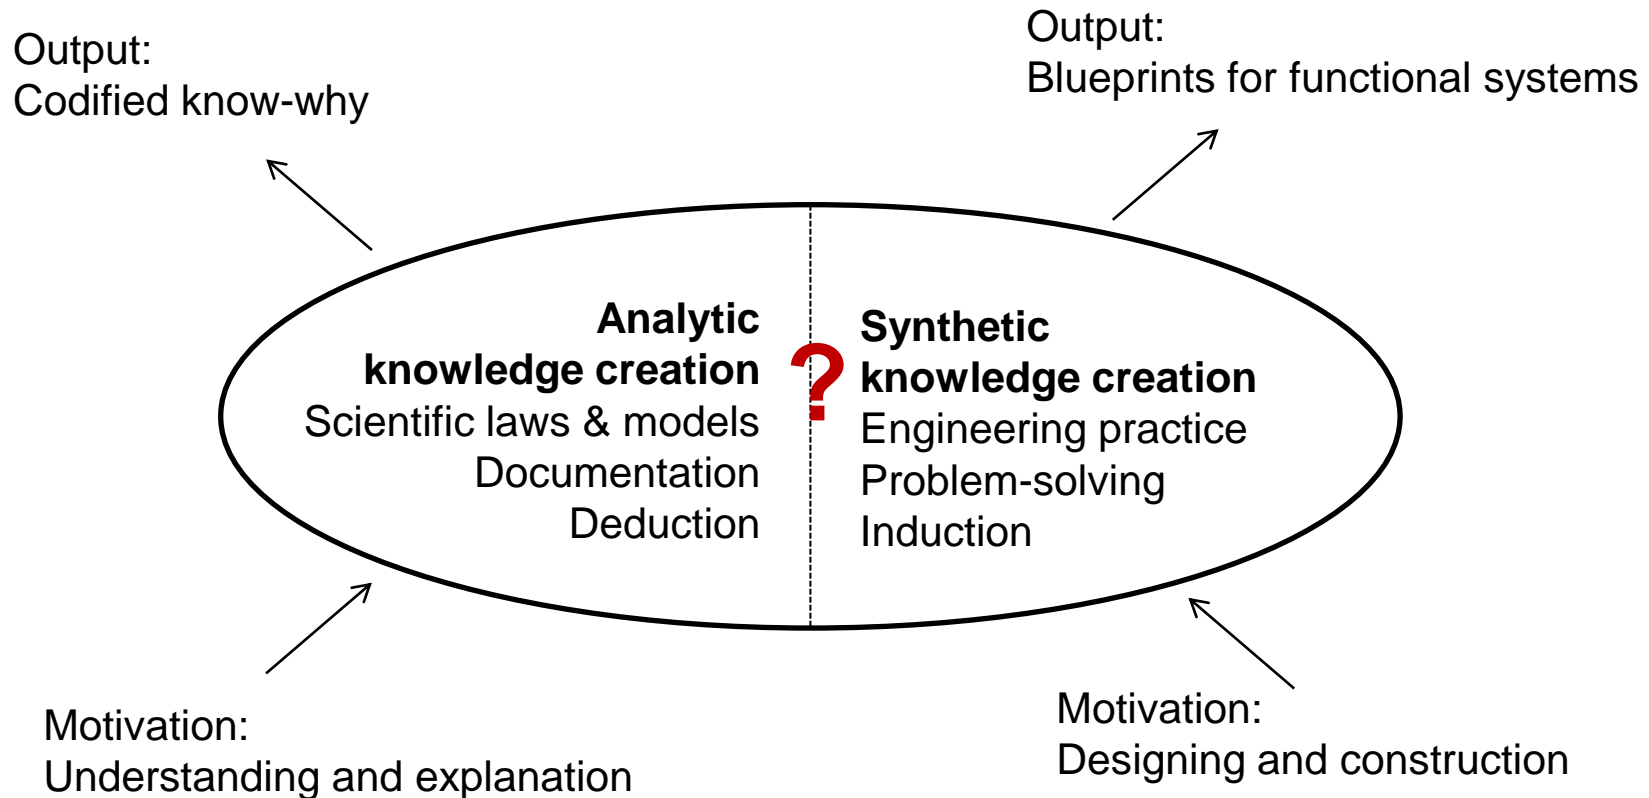 Output:
Codified know-why
Output:
Blueprints for functional systems
Analytic
knowledge creation
Scientific laws & models
Documentation
Deduction
?
Synthetic
knowledge creation
Engineering practice
Problem-solving
Induction
Motivation:
Understanding and explanation
Motivation:
Designing and construction